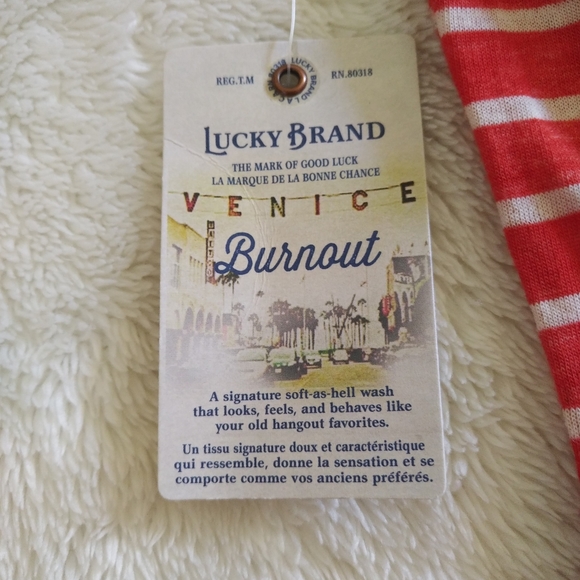 REG.T.M
RN.80318
LUCKY BRAND
LUCKY BRAND
THE MARK OF GOOD LUCK
LA MARQUE DE LA BONNE CHANCE
VENICE
Burnout
A signature soft-as-hell wash
that looks, feels, and behaves like
your old hangout favorites.
Un tissu signature doux et caractéristique
qui ressemble, donne la sensation et se
comporte comme vos anciens préférés.